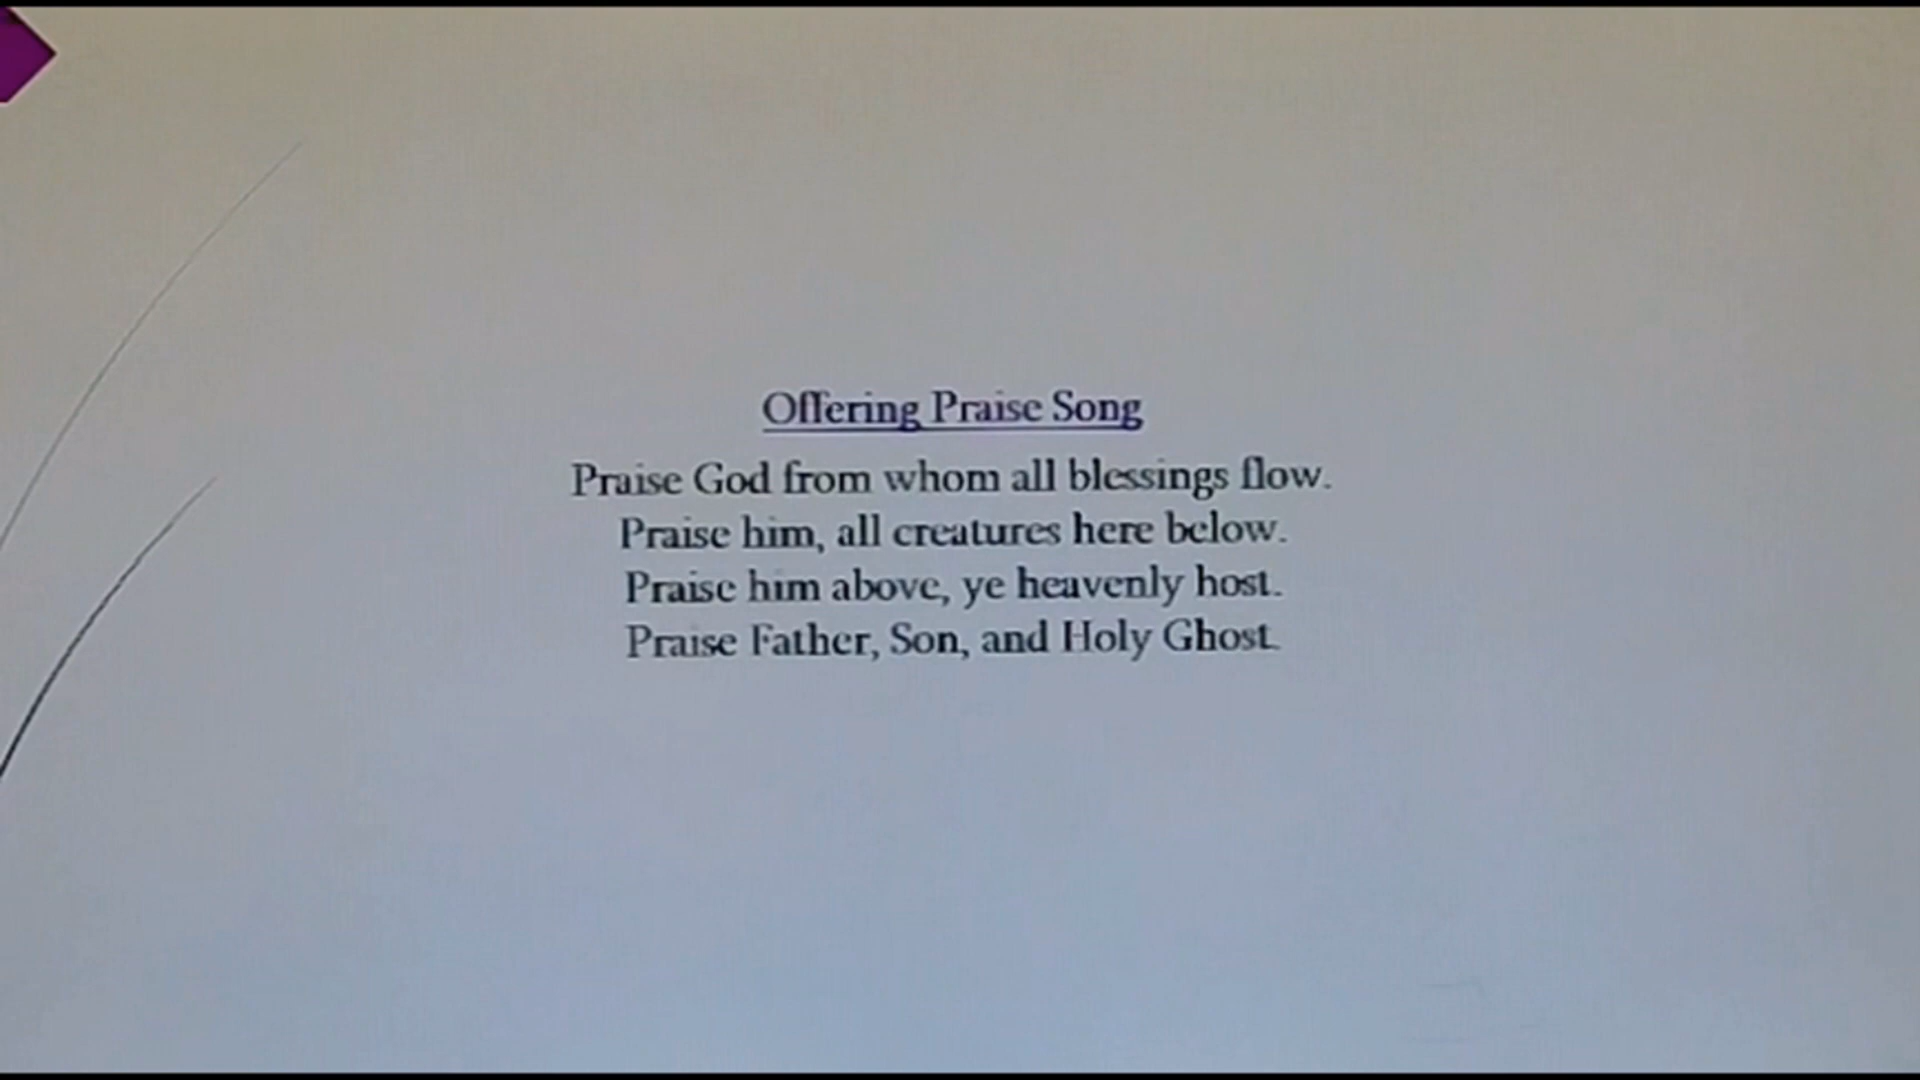 Offering Praise Song
Praise God from whom all blessings flow.
Praise him, all creatures here below.
Praise him above, ye heavenly host.
Praise Father, Son, and Holy Ghost.